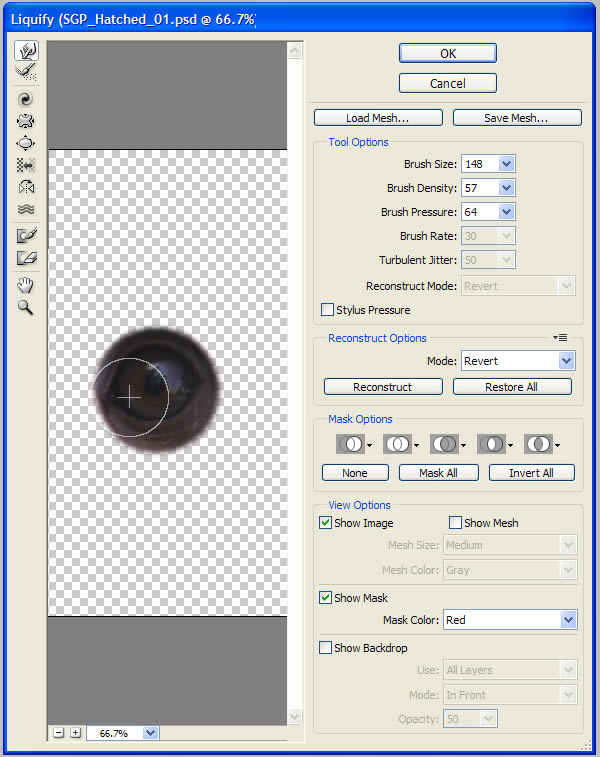 Liquify (SGP_Hatched_01.psd @ 66.7%)
OK
Cancel
Load Mesh...
Save Mesh...
Tool Options
Brush Size: 148
Brush Density: 57
Brush Pressure: 64
Brush Rate: 30
Turbulent Jitter: 50
Reconstruct Mode: Revert
Stylus Pressure
Reconstruct Options
Mode: Revert
Reconstruct
Restore All
Mask Options
None
Mask All
Invert All
View Options
Show Image
Show Mesh
Mesh Size: Medium
Mesh Color: Gray
Show Mask
Mask Color: Red
Show Backdrop
Use: All Layers
Mode: In Front
Opacity: 50
66.7%